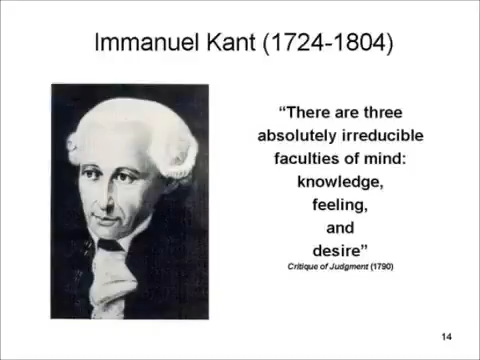 Immanuel Kant (1724-1804)
“There are three
absolutely irreducible
faculties of mind:
knowledge,
feeling,
and
desire”
Critique of Judgment (1790)
14